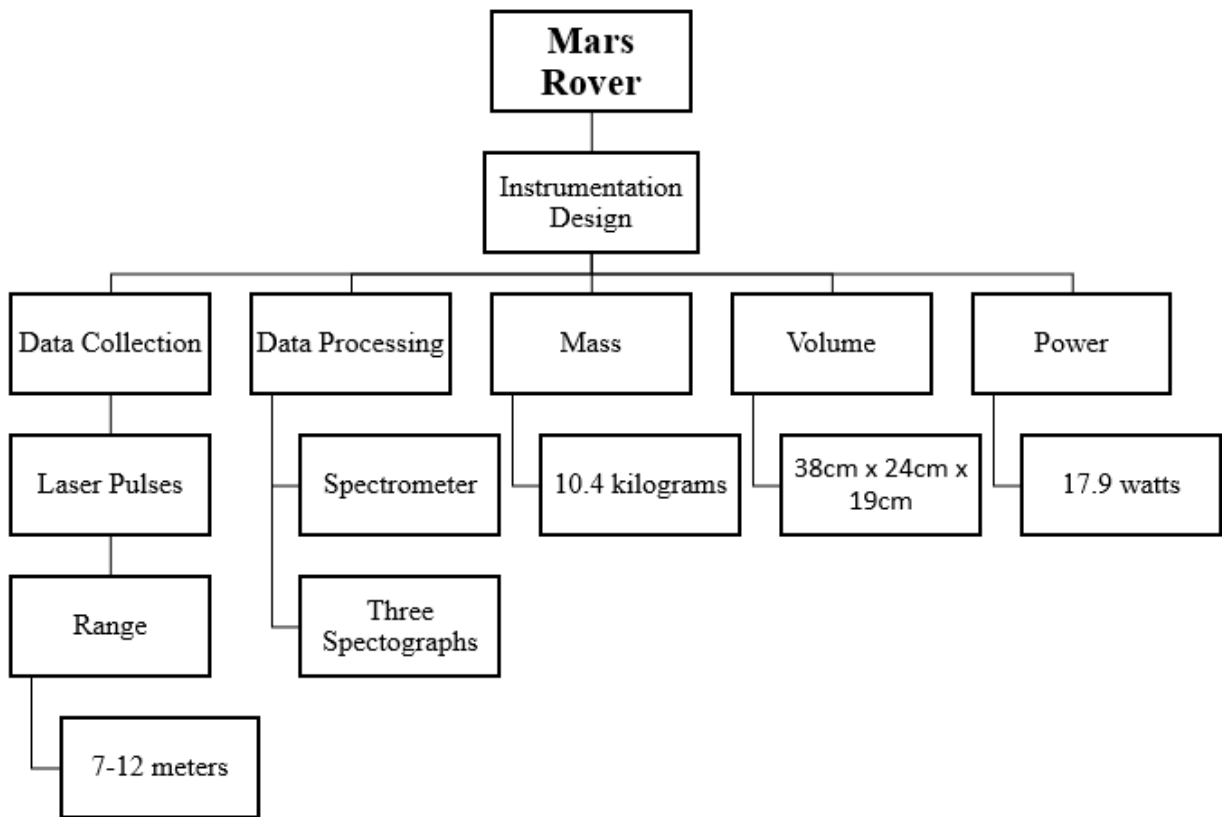 Mars
Rover
Instrumentation
Design
Data Collection
Data Processing
Mass
Volume
Power
Laser Pulses
Spectrometer
10.4 kilograms
38cm x 24cm x
19cm
17.9 watts
Range
Three
Spectographs
7-12 meters